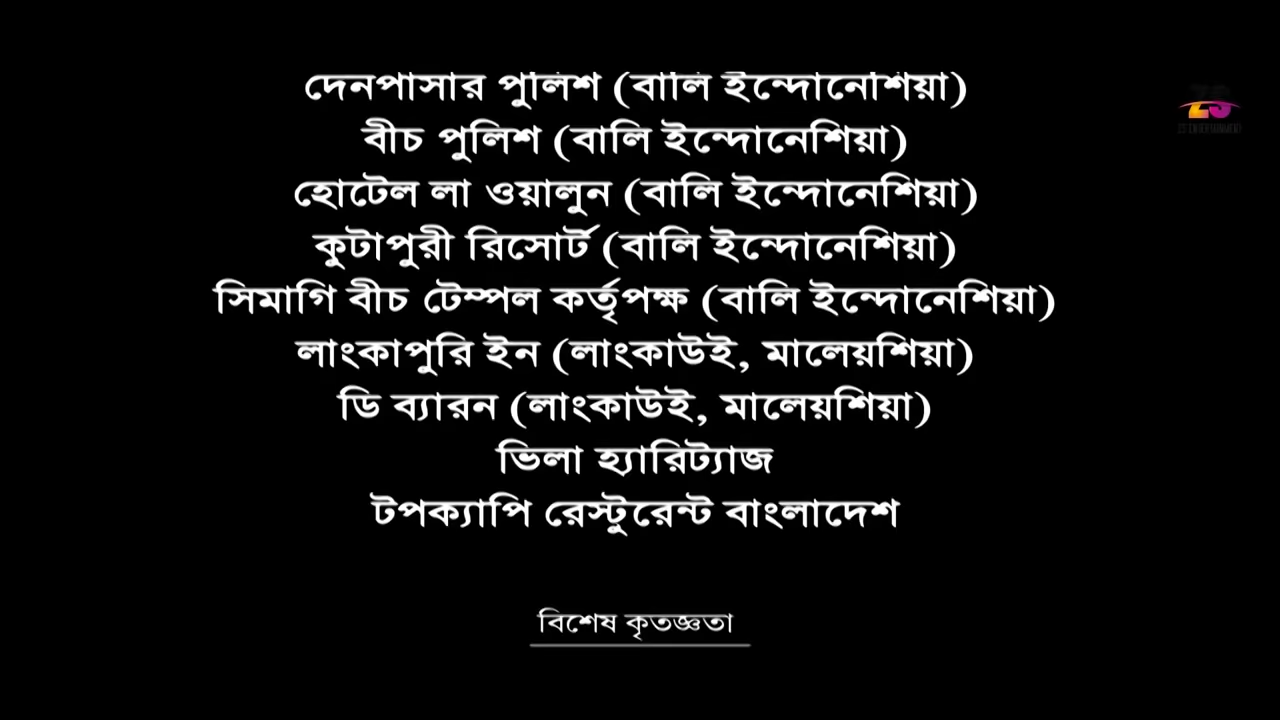 দেনপাসার পুলিশ (বালি ইন্দোনেশিয়া)
বীচ পুলিশ (বালি ইন্দোনেশিয়া)
হোটেল লা ওয়ালুন (বালি ইন্দোনেশিয়া)
কুটাপুরী রিসোর্ট (বালি ইন্দোনেশিয়া)
সিমাগি বীচ টেম্পল কর্তৃপক্ষ (বালি ইন্দোনেশিয়া)
লাংকাপুরি ইন (লাংকাউই, মালেয়শিয়া)
ডি ব্যারন (লাংকাউই, মালেয়শিয়া)
ভিলা হ্যারিট্যাজ
টপক্যাপি রেস্টুরেন্ট বাংলাদেশ
বিশেষ কৃতজ্ঞতা